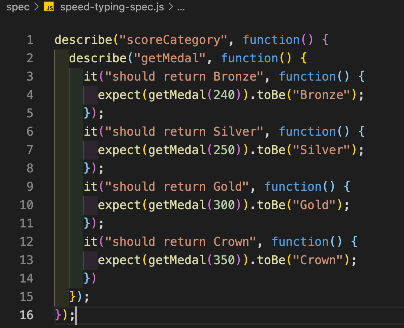 spec > JS speed-typing-spec.js > ...
1 describe("scoreCategory", function() {
2   describe("getMedal", function() {
3     it("should return Bronze", function() {
4       expect(getMedal(240)).toBe("Bronze");
5     });
6     it("should return Silver", function() {
7       expect(getMedal(250)).toBe("Silver");
8     });
9     it("should return Gold", function() {
10       expect(getMedal(300)).toBe("Gold");
11     });
12     it("should return Crown", function() {
13       expect(getMedal(350)).toBe("Crown");
14     })
15   });
16 });